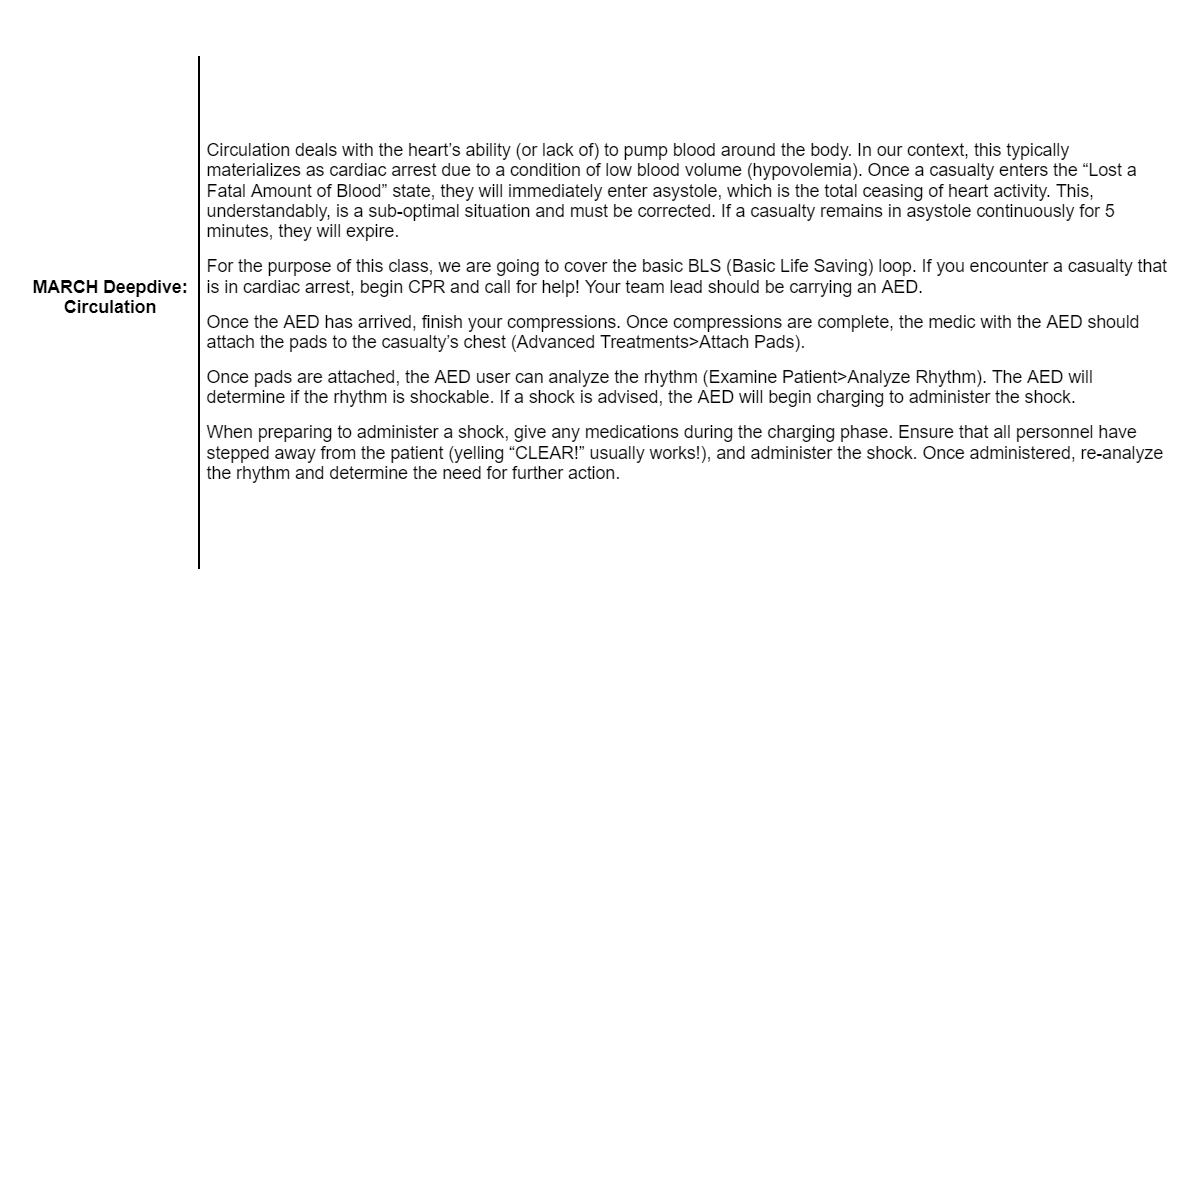 MARCH Deepdive:
Circulation
Circulation deals with the heart’s ability (or lack of) to pump blood around the body. In our context, this typically
materializes as cardiac arrest due to a condition of low blood volume (hypovolemia). Once a casualty enters the “Lost a
Fatal Amount of Blood” state, they will immediately enter asystole, which is the total ceasing of heart activity. This,
understandably, is a sub-optimal situation and must be corrected. If a casualty remains in asystole continuously for 5
minutes, they will expire.
For the purpose of this class, we are going to cover the basic BLS (Basic Life Saving) loop. If you encounter a casualty that
is in cardiac arrest, begin CPR and call for help! Your team lead should be carrying an AED.
Once the AED has arrived, finish your compressions. Once compressions are complete, the medic with the AED should
attach the pads to the casualty’s chest (Advanced Treatments>Attach Pads).
Once pads are attached, the AED user can analyze the rhythm (Examine Patient>Analyze Rhythm). The AED will
determine if the rhythm is shockable. If a shock is advised, the AED will begin charging to administer the shock.
When preparing to administer a shock, give any medications during the charging phase. Ensure that all personnel have
stepped away from the patient (yelling “CLEAR!” usually works!), and administer the shock. Once administered, re-analyze
the rhythm and determine the need for further action.